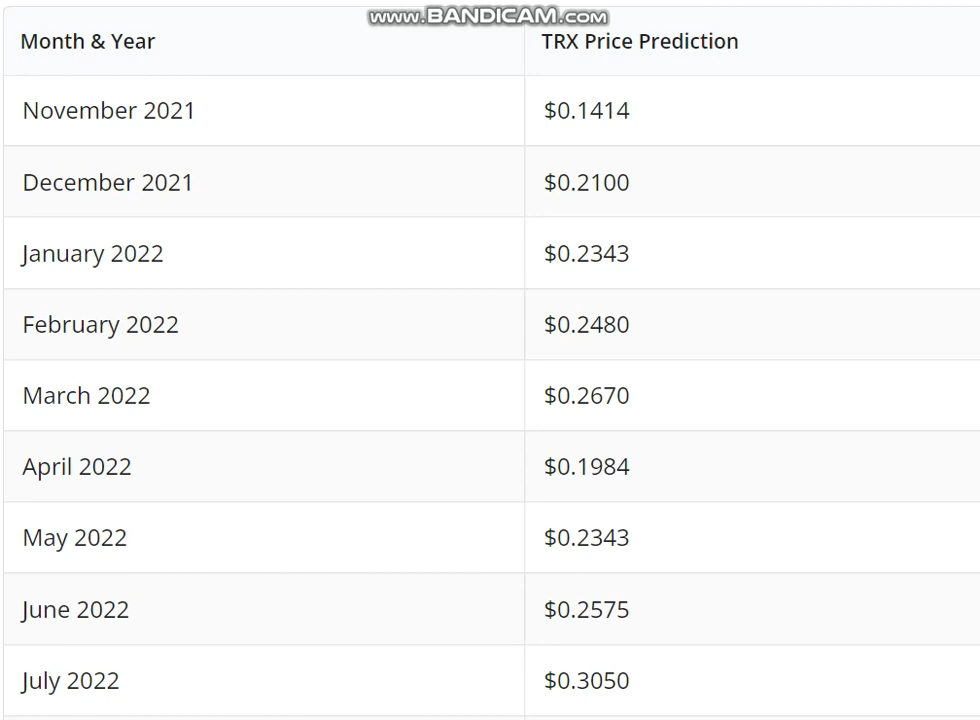 www.BANDICAM.com
Month & Year TRX Price Prediction
November 2021 $0.1414
December 2021 $0.2100
January 2022 $0.2343
February 2022 $0.2480
March 2022 $0.2670
April 2022 $0.1984
May 2022 $0.2343
June 2022 $0.2575
July 2022 $0.3050